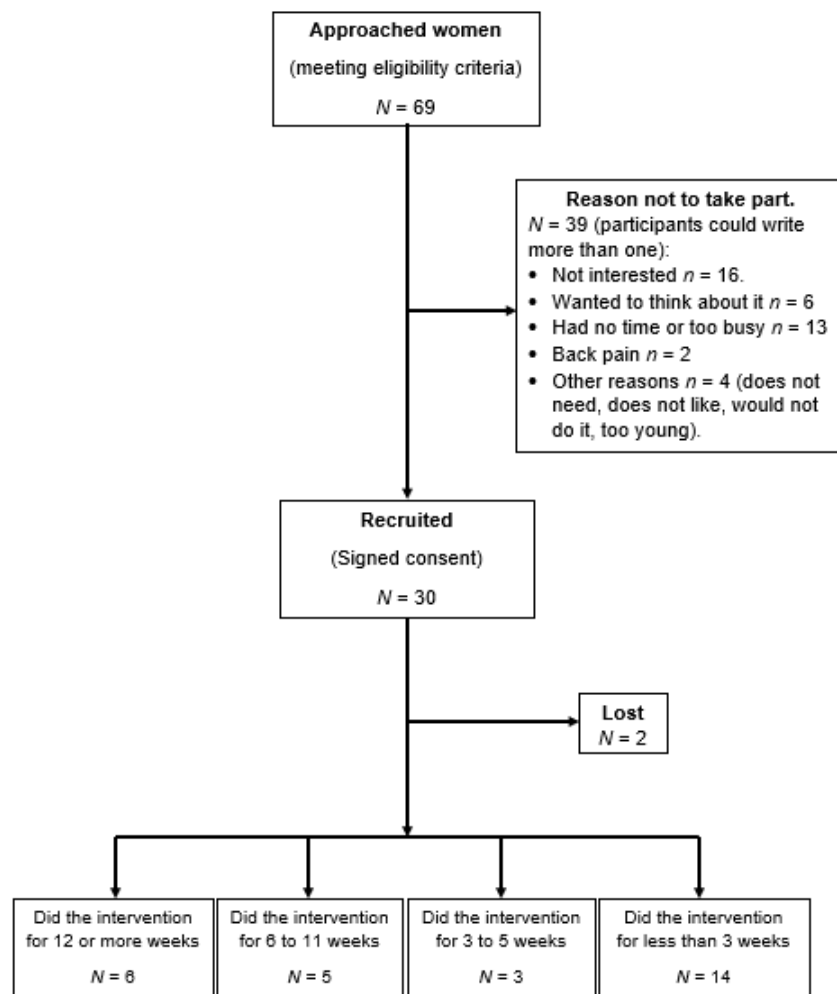 Approached women
(meeting eligibility criteria)
N = 69
Reason not to take part.
N = 39 (participants could write
more than one):
• Not interested n = 16.
• Wanted to think about it n = 6
• Had no time or too busy n = 13
• Back pain n = 2
• Other reasons n = 4 (does not
need, does not like, would not
do it, too young).
Recruited
(Signed consent)
N = 30
Lost
N = 2
Did the intervention
for 12 or more weeks
N = 6
Did the intervention
for 6 to 11 weeks
N = 5
Did the intervention
for 3 to 5 weeks
N = 3
Did the intervention
for less than 3 weeks
N = 14